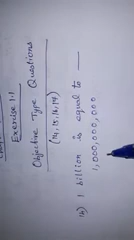 Exercise 1.1
Objective Type Questions
(14, 15, 16, 17)
(14) 1 billion is equal to ____
1,000,000,000